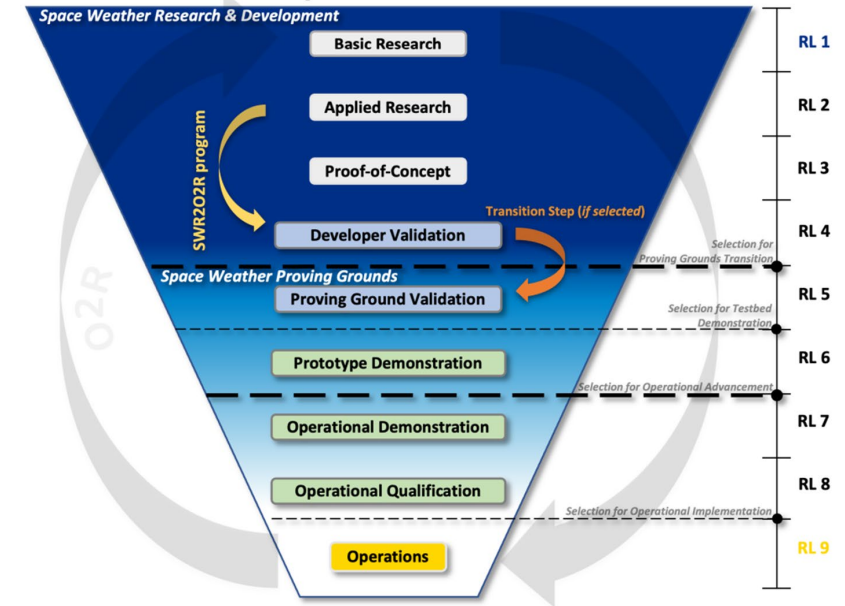 Space Weather Research & Development
Basic Research
RL 1
Applied Research
RL 2
SWR2O2R program
Proof-of-Concept
RL 3
Transition Step (if selected)
Developer Validation
RL 4
Selection for
Proving Grounds Transition
Space Weather Proving Grounds
Proving Ground Validation
RL 5
Selection for Testbed
Demonstration
O2R
Prototype Demonstration
RL 6
Selection for Operational Advancement
Operational Demonstration
RL 7
Operational Qualification
RL 8
Selection for Operational Implementation
Operations
RL 9